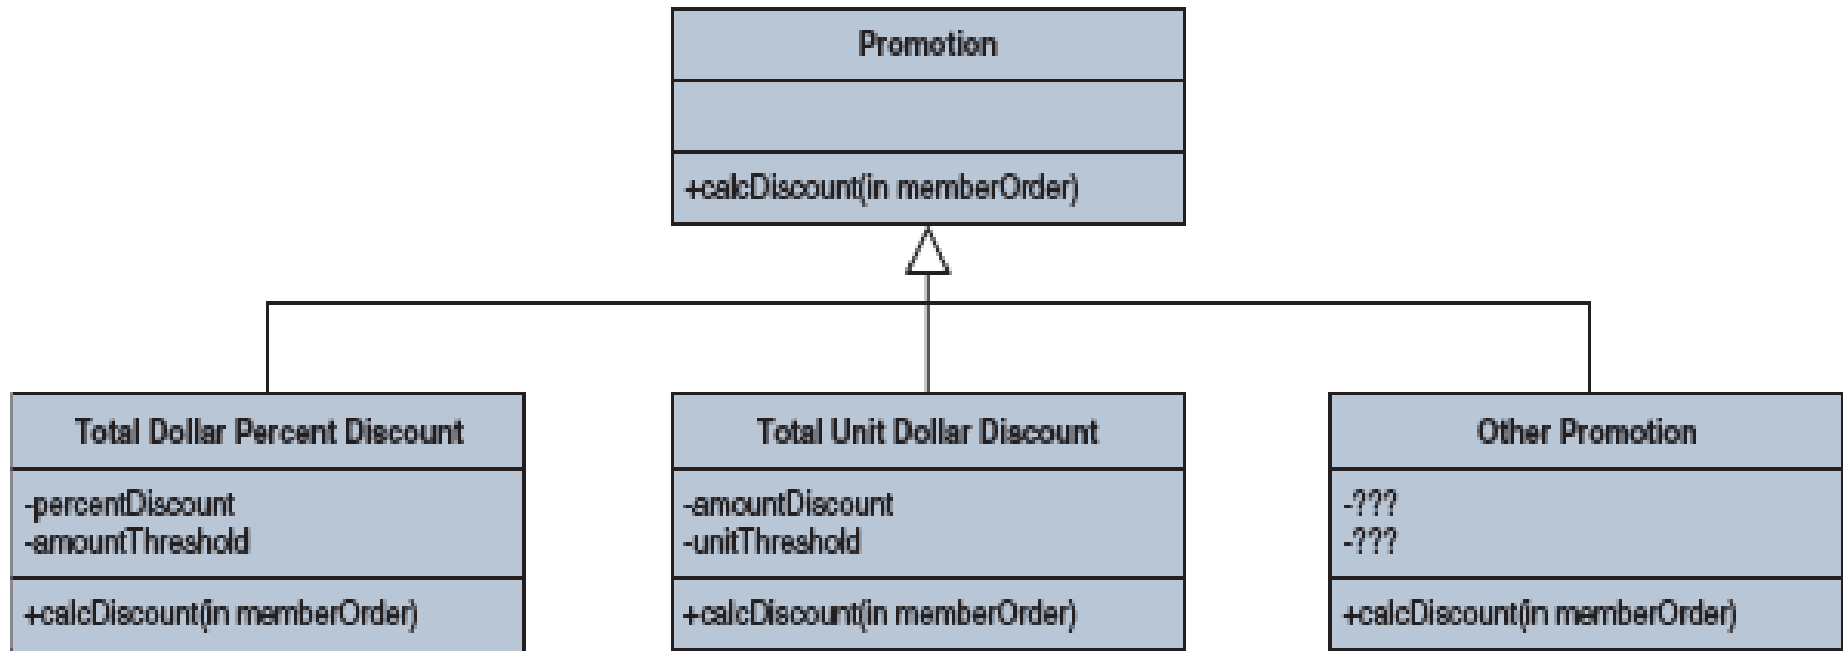 Promotion
+calcDiscount(in memberOrder)
Total Dollar Percent Discount
-percentDiscount
-amountThreshold
+calcDiscount(in memberOrder)
Total Unit Dollar Discount
-amountDiscount
-unitThreshold
+calcDiscount(in memberOrder)
Other Promotion
-???
-???
+calcDiscount(in memberOrder)